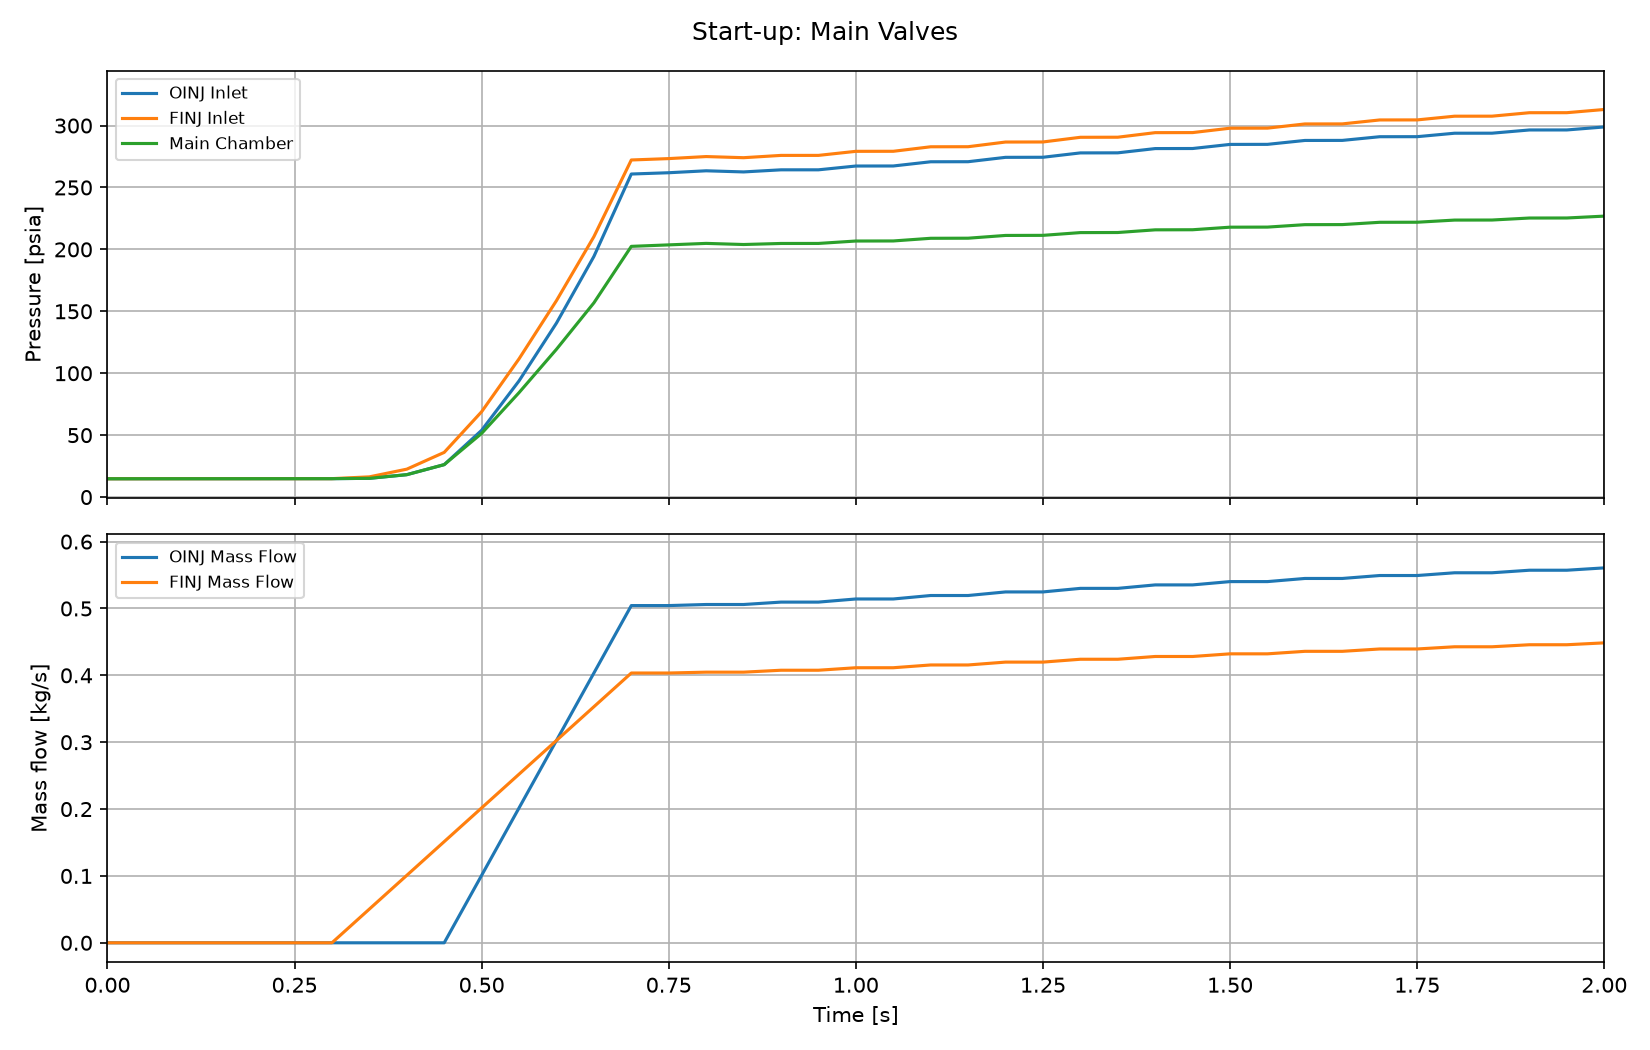 Start-up: Main Valves
OINJ Inlet
FINJ Inlet
Main Chamber
Pressure [psia]
300
250
200
150
100
50
0
OINJ Mass Flow
FINJ Mass Flow
Mass flow [kg/s]
0.6
0.5
0.4
0.3
0.2
0.1
0.0
0.00 0.25 0.50 0.75 1.00 1.25 1.50 1.75 2.00
Time [s]